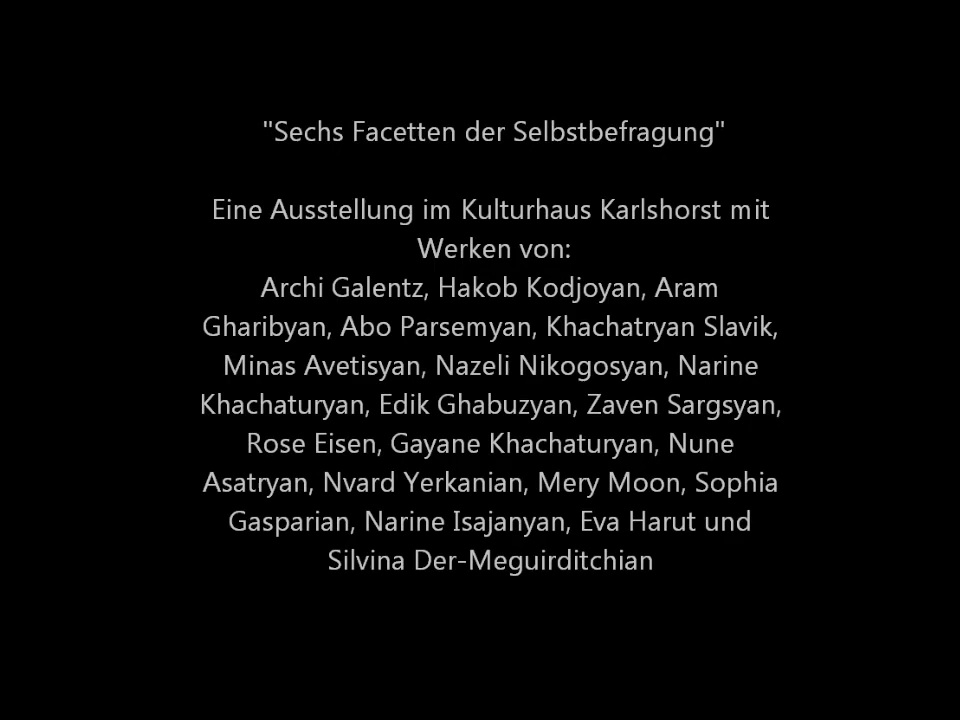 "Sechs Facetten der Selbstbefragung"
Eine Ausstellung im Kulturhaus Karlshorst mit
Werken von:
Archi Galentz, Hakob Kodjoyan, Aram
Gharibyan, Abo Parsemyan, Khachatryan Slavik,
Minas Avetisyan, Nazeli Nikogosyan, Narine
Khachaturyan, Edik Ghabuzyan, Zaven Sargsyan,
Rose Eisen, Gayane Khachaturyan, Nune
Asatryan, Nvard Yerkanian, Mery Moon, Sophia
Gasparian, Narine Isajanyan, Eva Harut und
Silvina Der-Meguirditchian